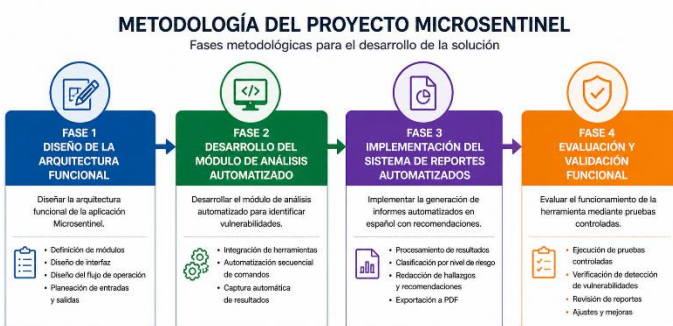 METODOLOGÍA DEL PROYECTO MICROSENTINEL
Fases metodológicas para el desarrollo de la solución
FASE 1
DISEÑO DE LA
ARQUITECTURA
FUNCIONAL
Diseñar la arquitectura
funcional de la aplicación
Microsentinel.
• Definición de módulos
• Diseño de interfaz
• Diseño del flujo de operación
• Planeación de entradas
y salidas
</>
FASE 2
DESARROLLO DEL
MÓDULO DE ANÁLISIS
AUTOMATIZADO
Desarrollar el módulo de análisis
automatizado para identificar
vulnerabilidades.
• Integración de herramientas
• Automatización secuencial
de comandos
• Captura automática
de resultados
FASE 3
IMPLEMENTACIÓN DEL
SISTEMA DE REPORTES
AUTOMATIZADOS
Implementar la generación de
informes automatizados en
español con recomendaciones.
• Procesamiento de resultados
• Clasificación por nivel de riesgo
• Redacción de hallazgos
y recomendaciones
• Exportación a PDF
FASE 4
EVALUACIÓN Y
VALIDACIÓN
FUNCIONAL
Evaluar el funcionamiento de la
herramienta mediante pruebas
controladas.
• Ejecución de pruebas
controladas
• Verificación de detección
de vulnerabilidades
• Revisión de reportes
• Ajustes y mejoras